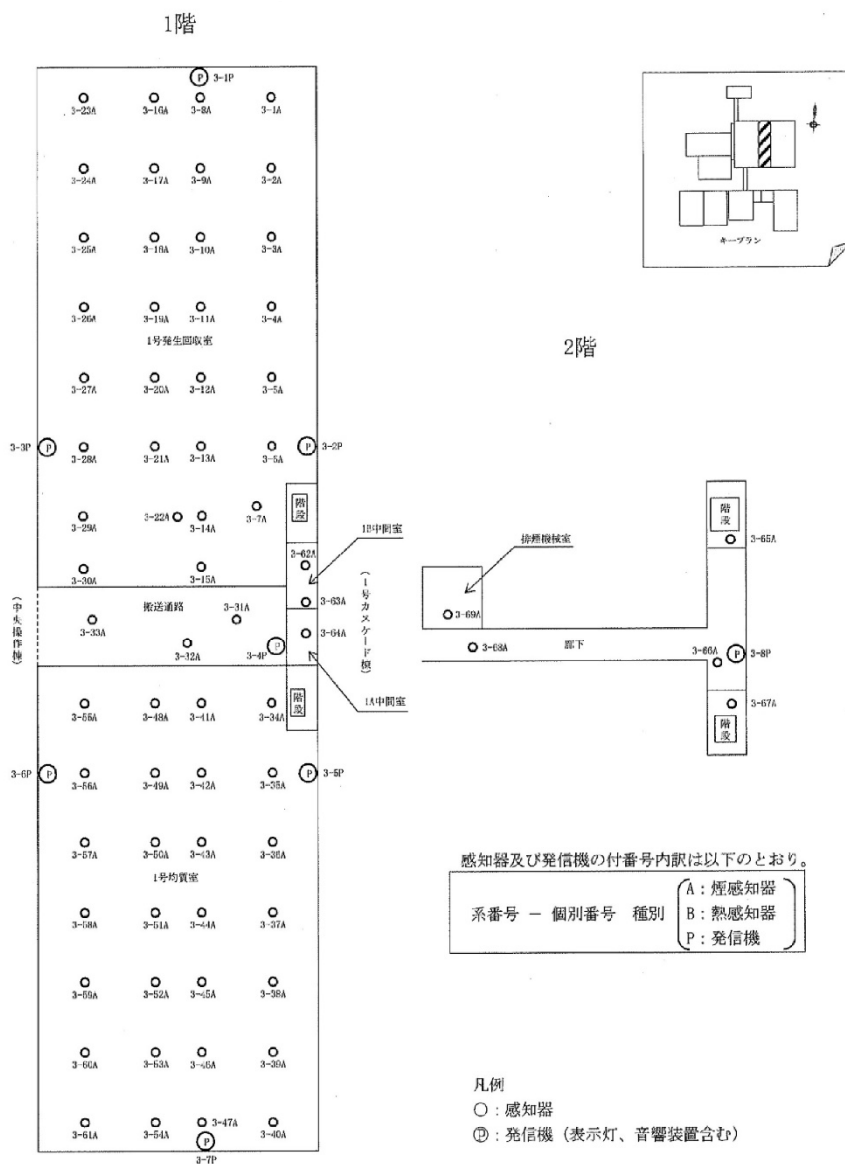 1階
3-1P
3-23A 3-16A 3-8A 3-1A
3-24A 3-17A 3-9A 3-2A
3-25A 3-18A 3-10A 3-3A
3-26A 3-19A 3-11A 3-4A
1号発生回収室
3-27A 3-20A 3-12A 3-5A
3-3P 3-28A 3-21A 3-13A 3-5A 3-2P
3-29A 3-22A 3-14A 3-7A
階段
3-30A 3-15A
3-62A
1B中間室
(中央操作棟)
搬送通路
3-31A
3-63A
3-33A
3-32A
3-4P
3-64A
(1号カスケード棟)
階段
1A中間室
3-55A 3-48A 3-41A 3-34A
3-6P 3-56A 3-49A 3-42A 3-35A 3-5P
3-57A 3-50A 3-43A 3-36A
1号均質室
3-58A 3-51A 3-44A 3-37A
3-59A 3-52A 3-45A 3-38A
3-60A 3-53A 3-46A 3-39A
3-61A 3-54A 3-47A 3-40A
3-7P
キープラン
2階
階段
3-65A
排煙機械室
3-69A
3-68A
廊下
3-66A
3-8P
3-67A
階段
感知器及び発信機の付番号内訳は以下のとおり。
系番号 － 個別番号 種別
A：煙感知器
B：熱感知器
P：発信機
凡例
○：感知器
Ⓟ：発信機（表示灯、音響装置含む）